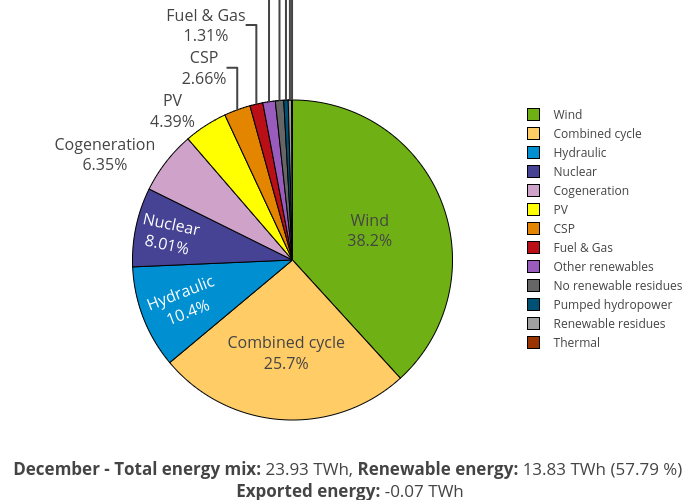 Fuel & Gas
1.31%
CSP
2.66%
PV
4.39%
Cogeneration
6.35%
Nuclear
8.01%
Hydraulic
10.4%
Combined cycle
25.7%
Wind
38.2%
Wind
Combined cycle
Hydraulic
Nuclear
Cogeneration
PV
CSP
Fuel & Gas
Other renewables
No renewable residues
Pumped hydropower
Renewable residues
Thermal
December - Total energy mix: 23.93 TWh, Renewable energy: 13.83 TWh (57.79 %)
Exported energy: -0.07 TWh